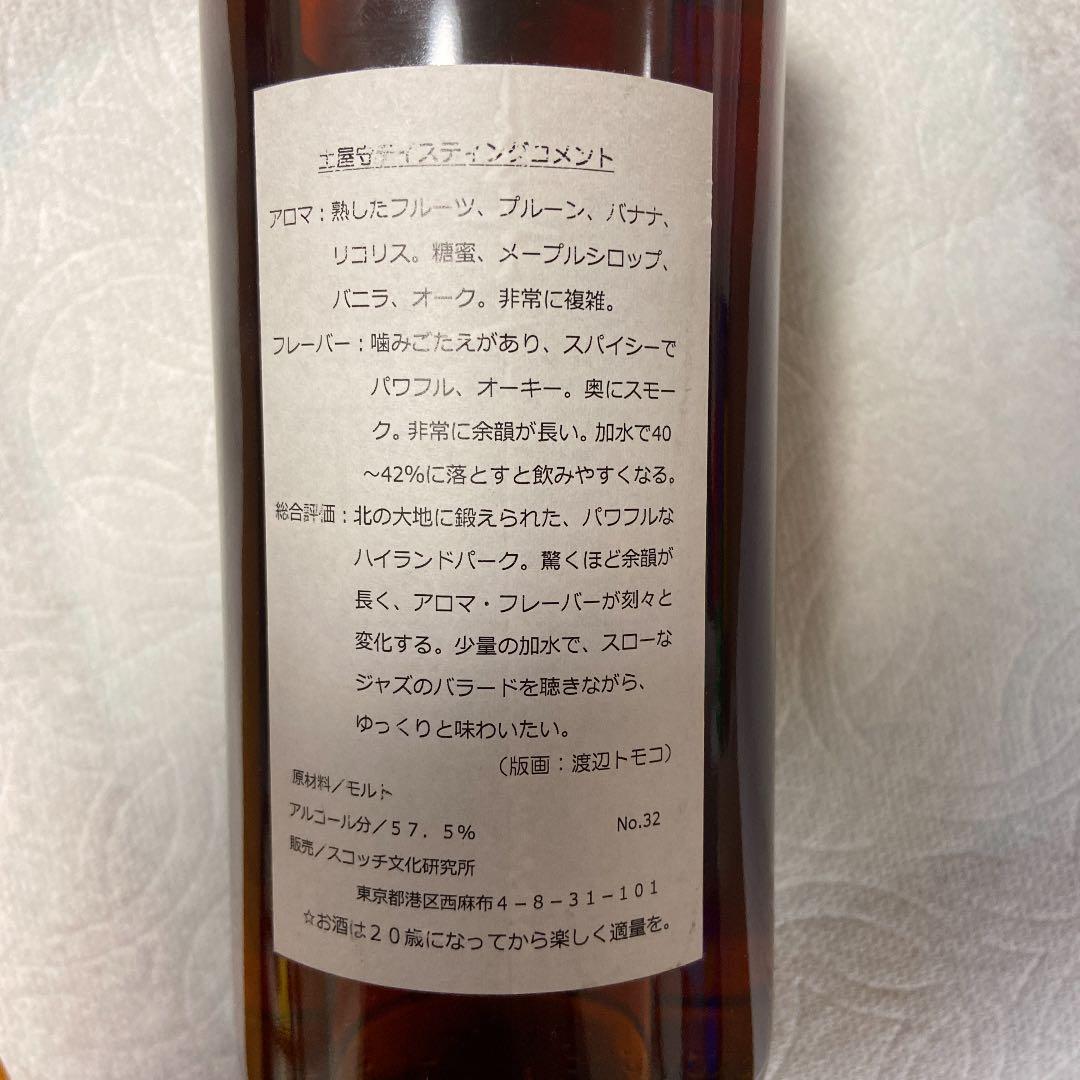 土屋守テイスティングコメント
アロマ：熟したフルーツ、プルーン、バナナ、
リコリス。糖蜜、メープルシロップ、
バニラ、オーク。非常に複雑。
フレーバー：噛みごたえがあり、スパイシーで
パワフル、オーキー。奥にスモー
ク。非常に余韻が長い。加水で40
～42%に落とすと飲みやすくなる。
総合評価：北の大地に鍛えられた、パワフルな
ハイランドパーク。驚くほど余韻が
長く、アロマ・フレーバーが刻々と
変化する。少量の加水で、スローな
ジャズのバラードを聴きながら、
ゆっくりと味わいたい。
（版画：渡辺トモコ）
原材料／モルト
アルコール分／５７．５％ No.32
販売／スコッチ文化研究所
東京都港区西麻布４－８－３１－１０１
☆お酒は２０歳になってから楽しく適量を。